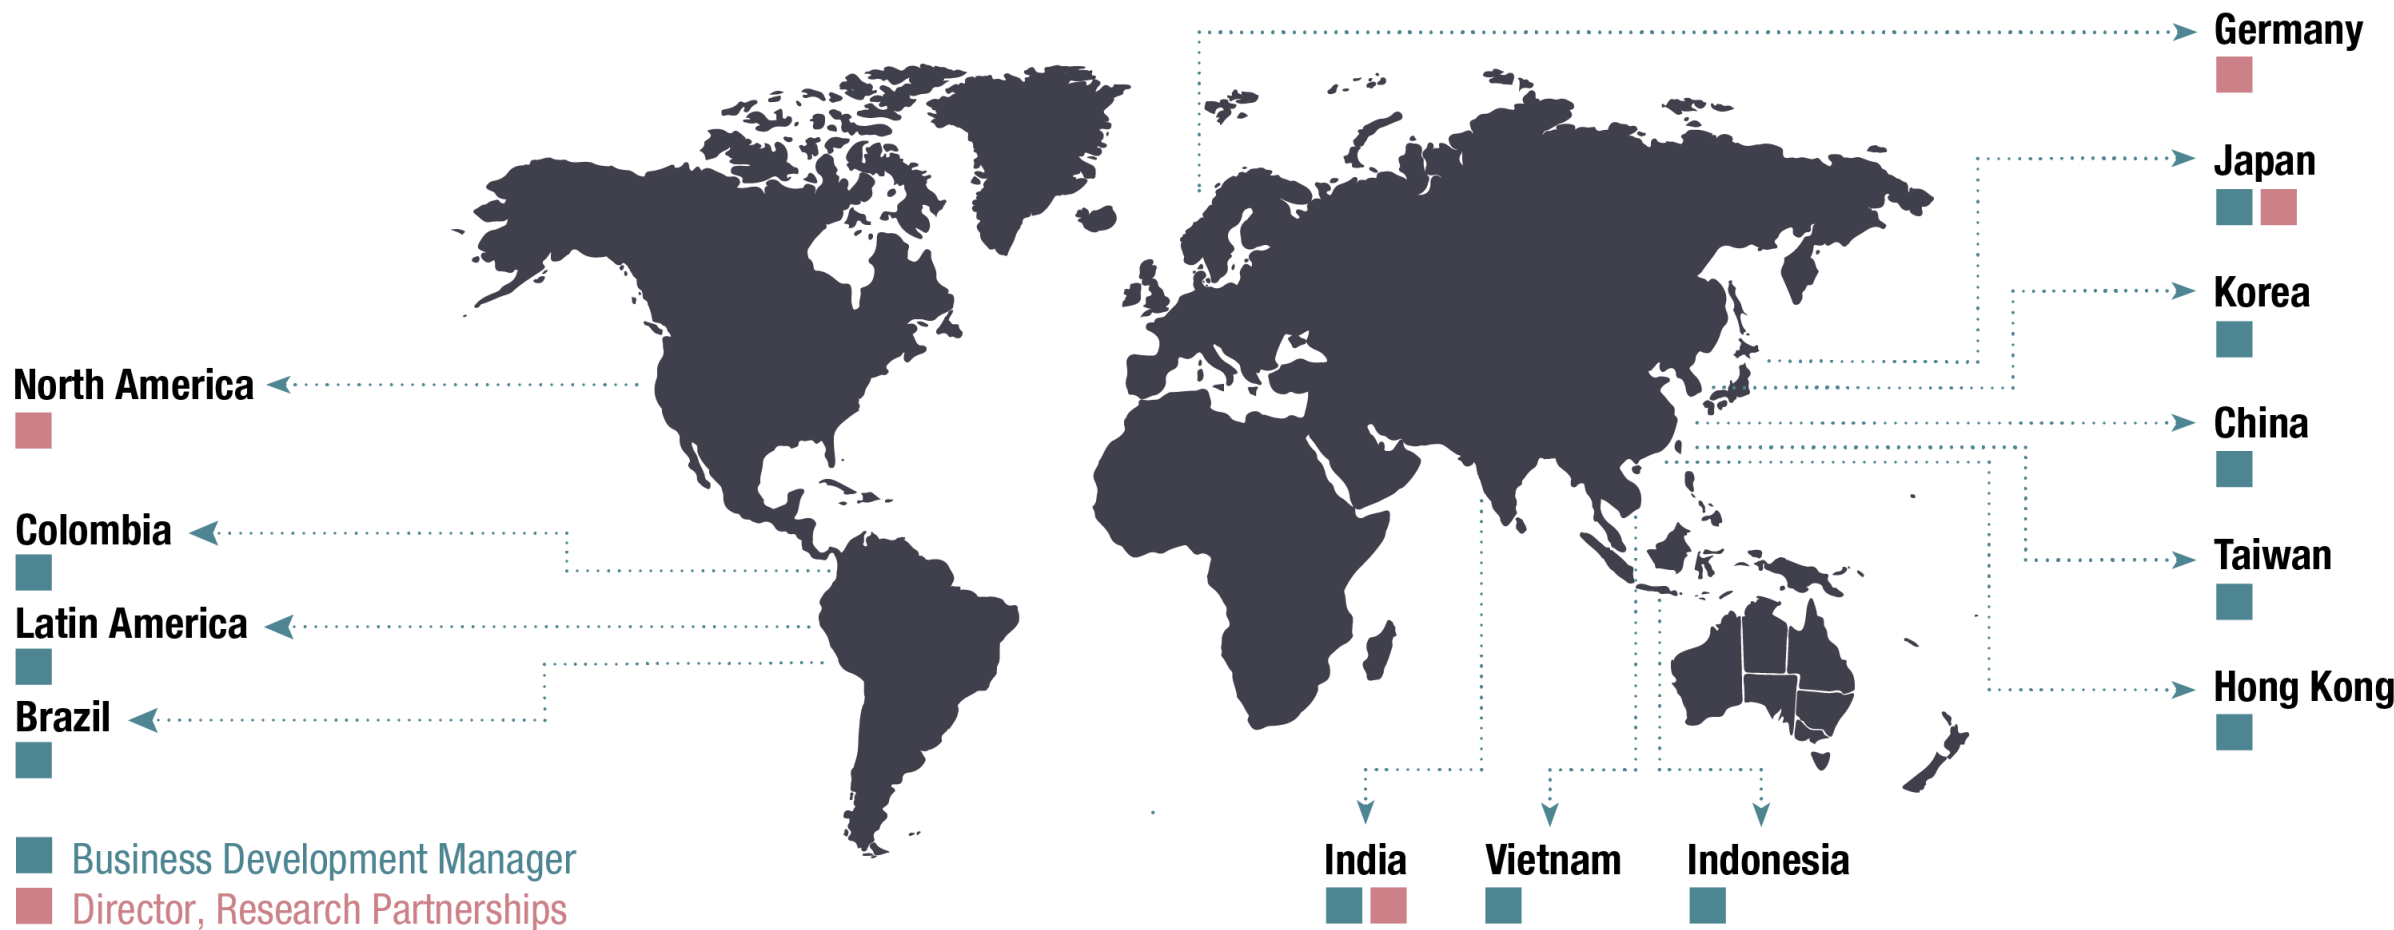 Germany
Japan
Korea
North America
China
Colombia
Taiwan
Latin America
Hong Kong
Brazil
Business Development Manager
Director, Research Partnerships
India
Vietnam
Indonesia